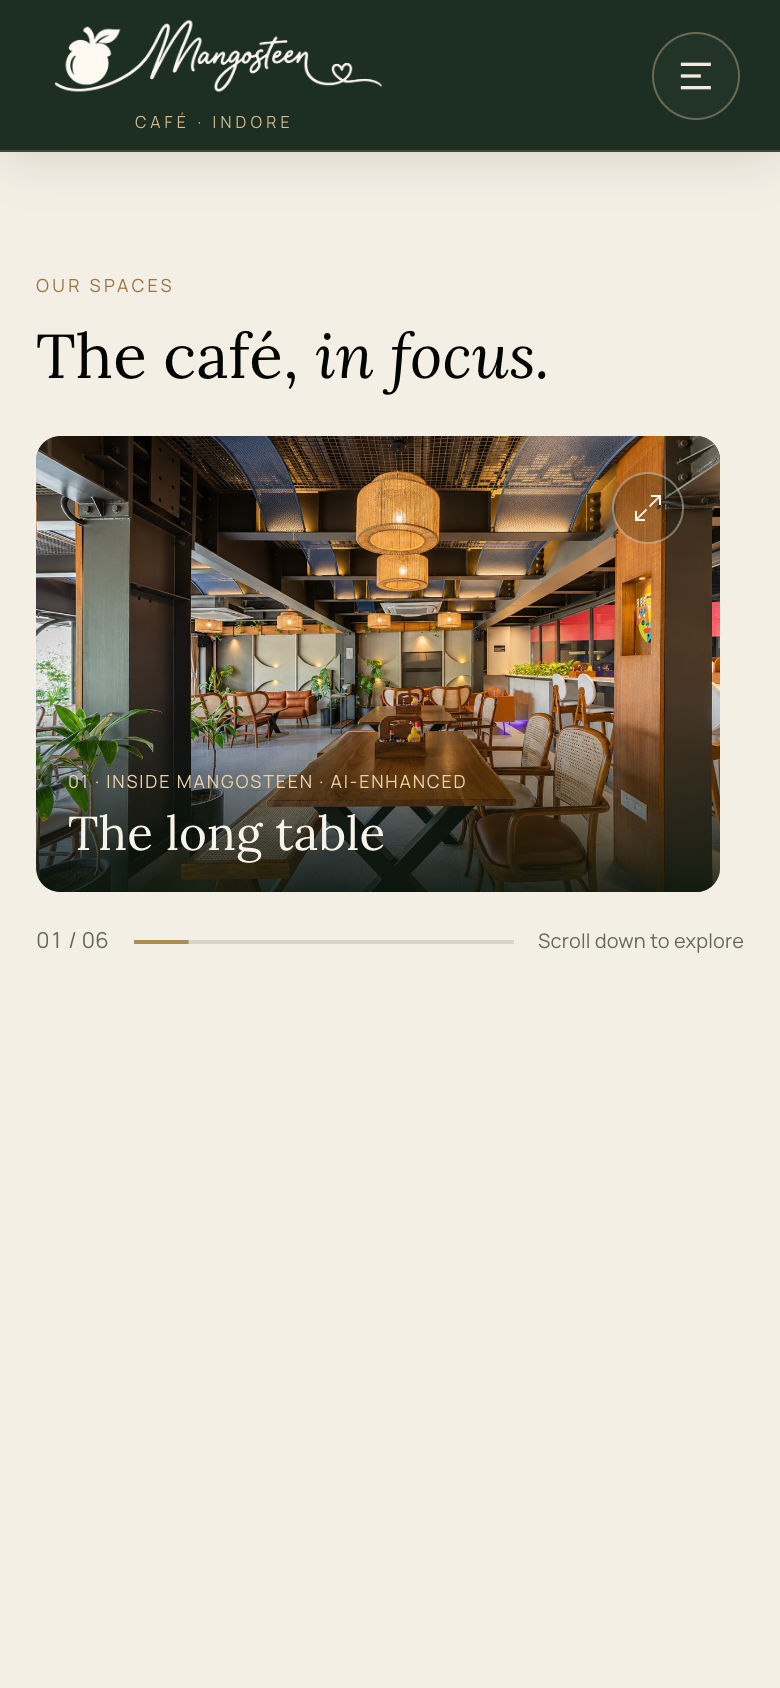 Mangosteen
CAFÉ · INDORE
OUR SPACES
The café, in focus.
01 · INSIDE MANGOSTEEN · AI-ENHANCED
The long table
01 / 06
Scroll down to explore